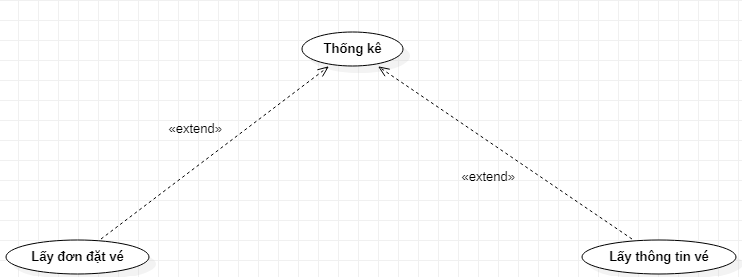 Thống kê
«extend»
«extend»
Lấy đơn đặt vé
Lấy thông tin vé